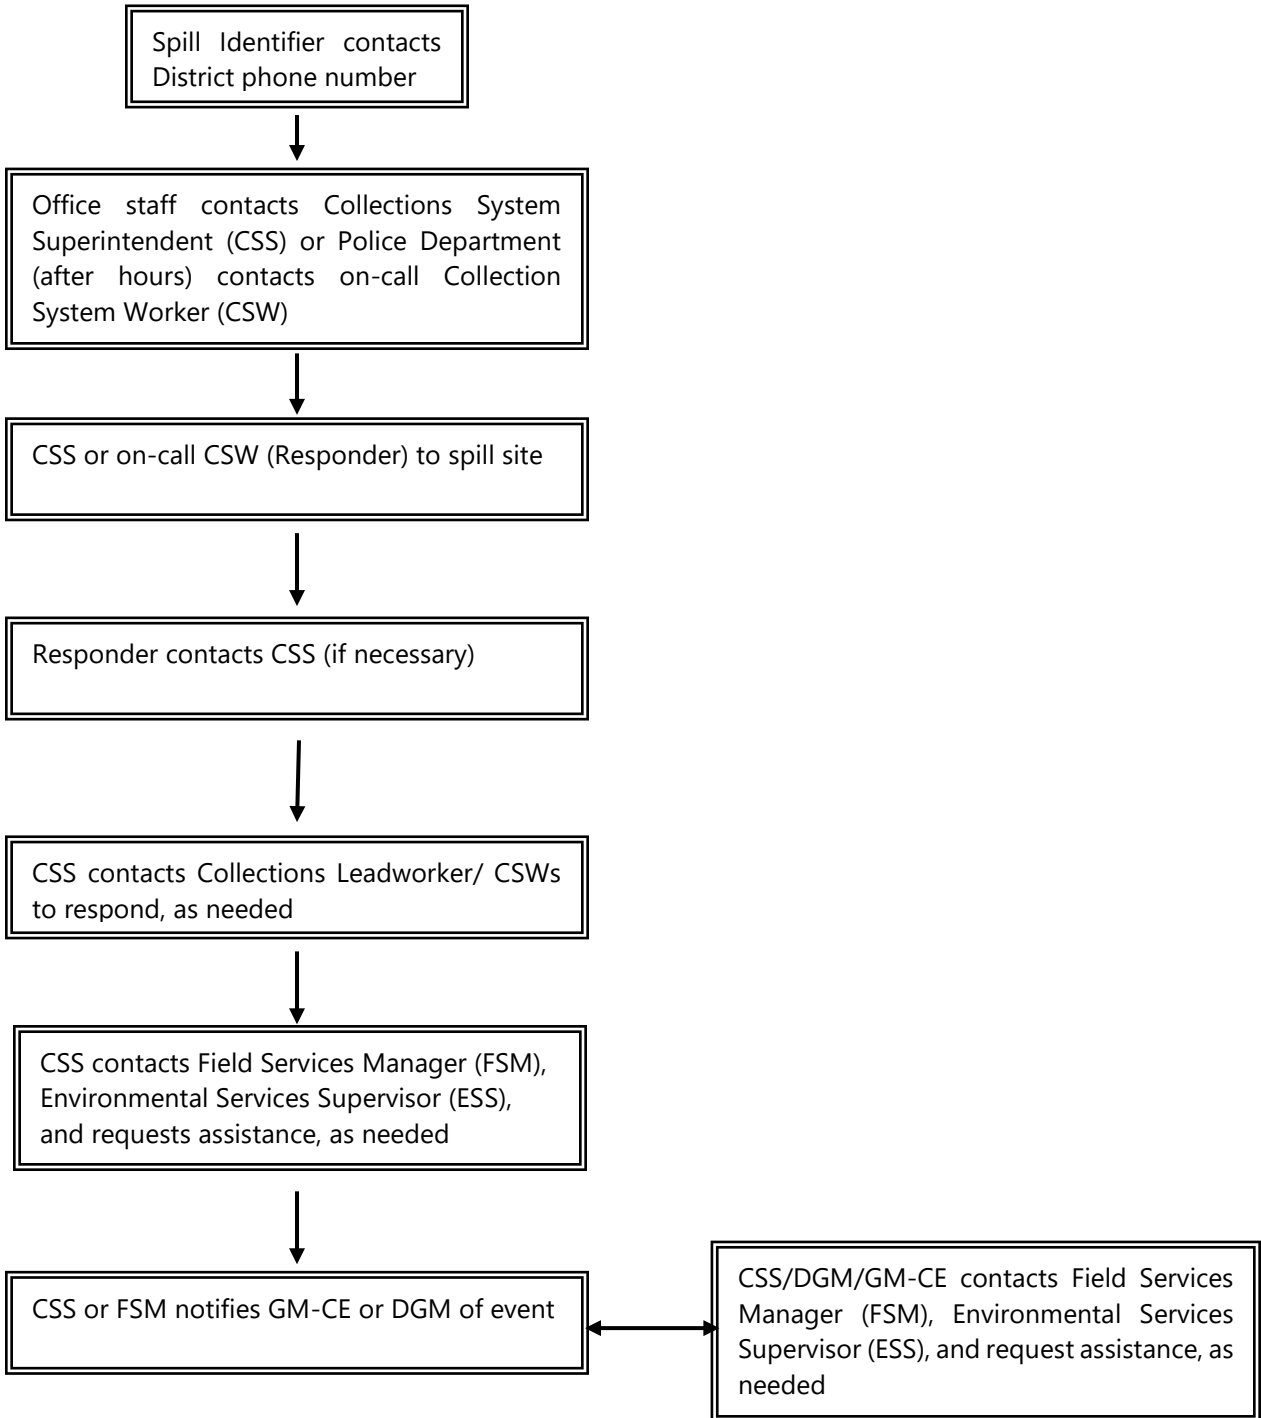 Spill Identifier contacts
District phone number
Office staff contacts Collections System
Superintendent (CSS) or Police Department
(after hours) contacts on-call Collection
System Worker (CSW)
CSS or on-call CSW (Responder) to spill site
Responder contacts CSS (if necessary)
CSS contacts Collections Leadworker/ CSWs
to respond, as needed
CSS contacts Field Services Manager (FSM),
Environmental Services Supervisor (ESS),
and requests assistance, as needed
CSS or FSM notifies GM-CE or DGM of event
CSS/DGM/GM-CE contacts Field Services
Manager (FSM), Environmental Services
Supervisor (ESS), and request assistance, as
needed